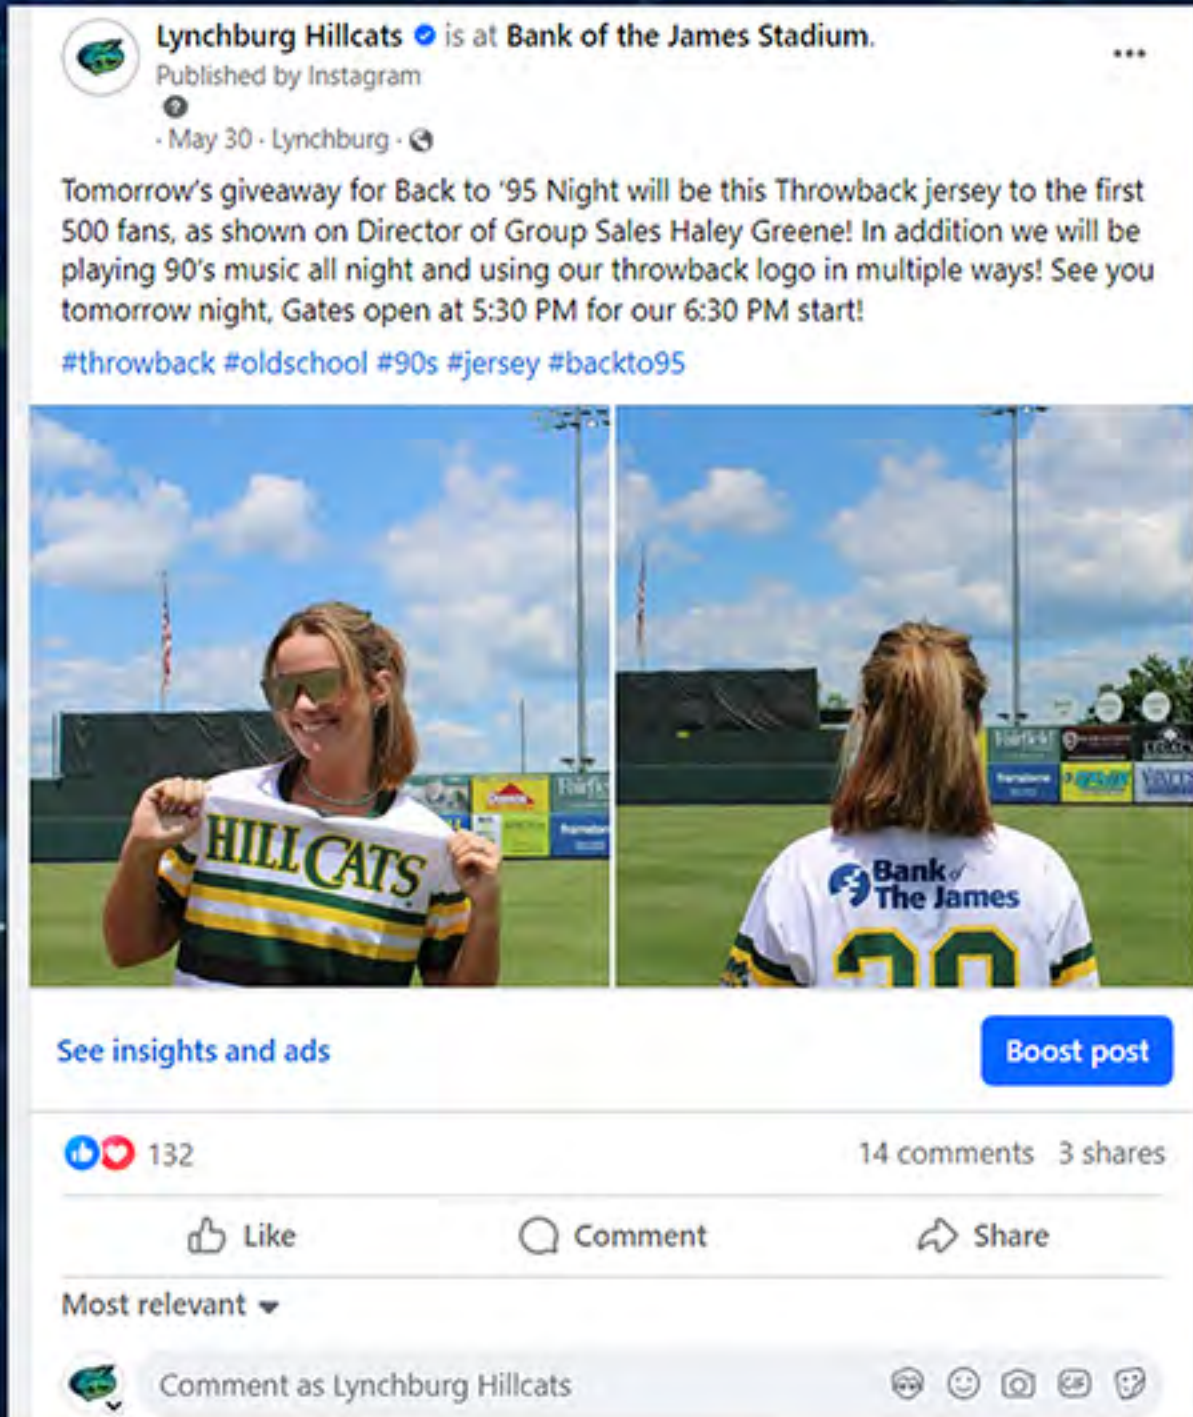 Lynchburg Hillcats is at Bank of the James Stadium.
Published by Instagram
· May 30 · Lynchburg ·
Tomorrow's giveaway for Back to '95 Night will be this Throwback jersey to the first
500 fans, as shown on Director of Group Sales Haley Greene! In addition we will be
playing 90's music all night and using our throwback logo in multiple ways! See you
tomorrow night, Gates open at 5:30 PM for our 6:30 PM start!
#throwback #oldschool #90s #jersey #backto95
HILLCATS
Fairfield
Bank of
The James
See insights and ads
Boost post
132
14 comments 3 shares
Like
Comment
Share
Most relevant
Comment as Lynchburg Hillcats
GIF